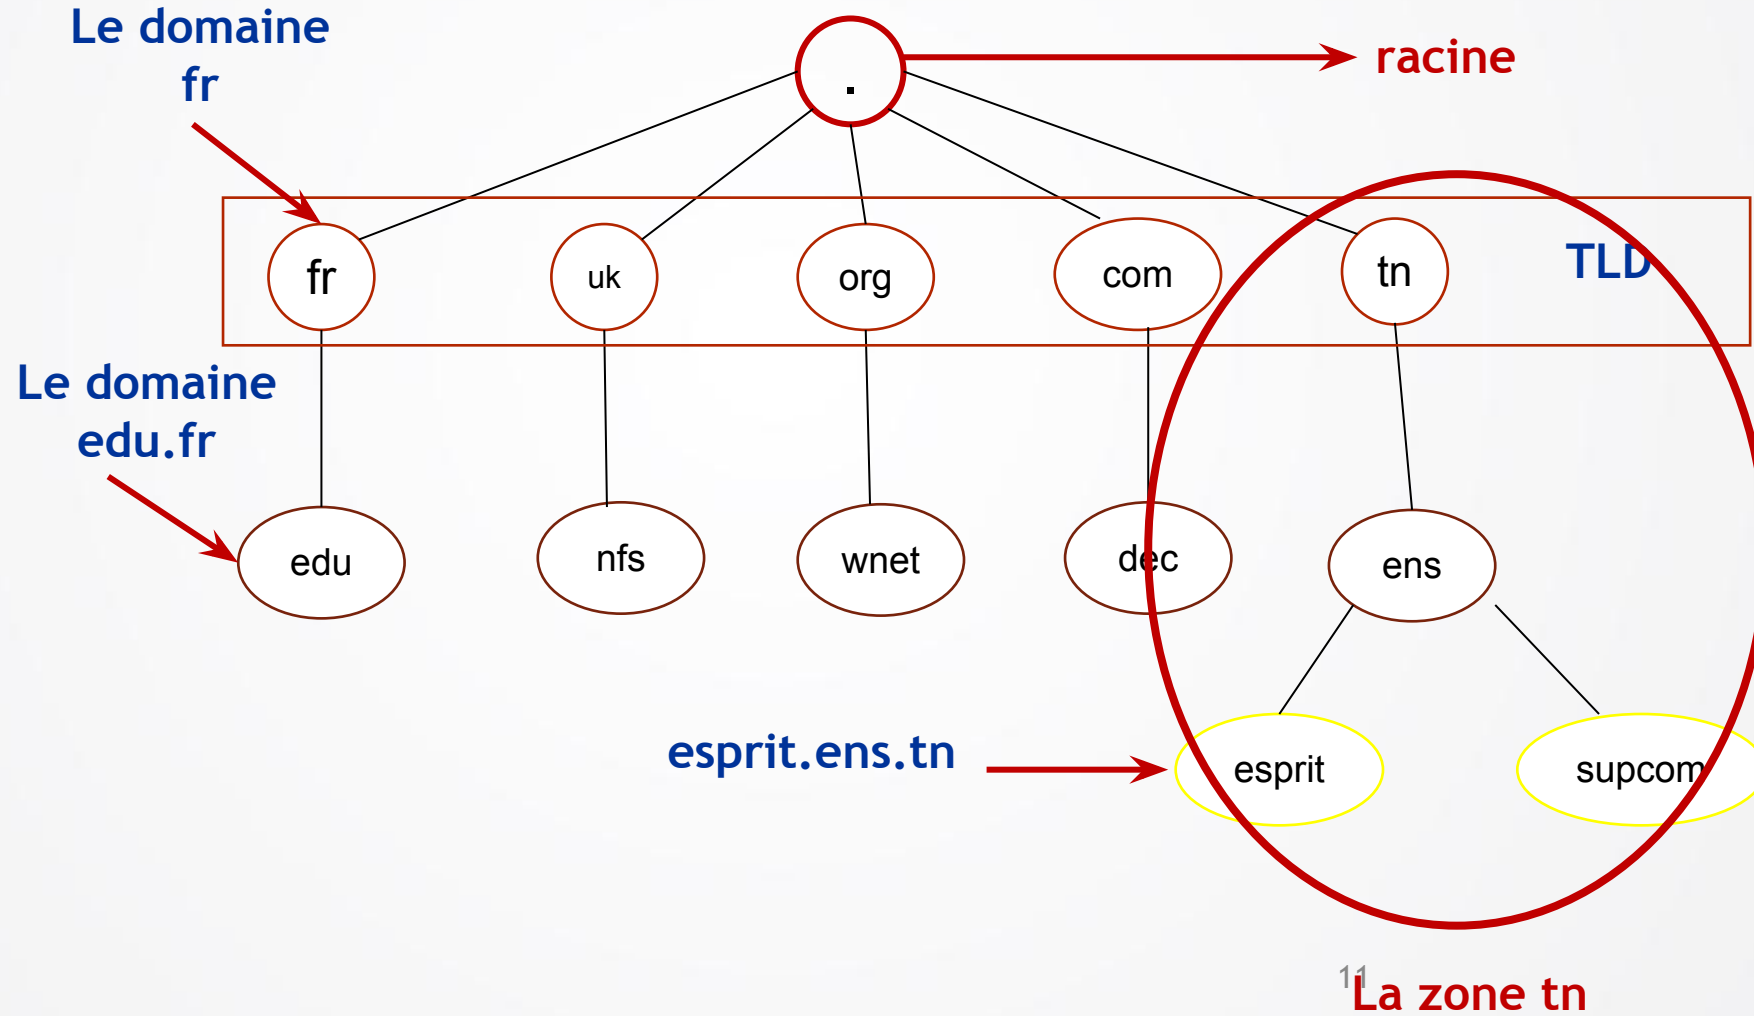 Le domaine
fr
.
racine
fr
uk
org
com
tn
TLD
Le domaine
edu.fr
edu
nfs
wnet
dec
ens
esprit.ens.tn
esprit
supcom
11
La zone tn